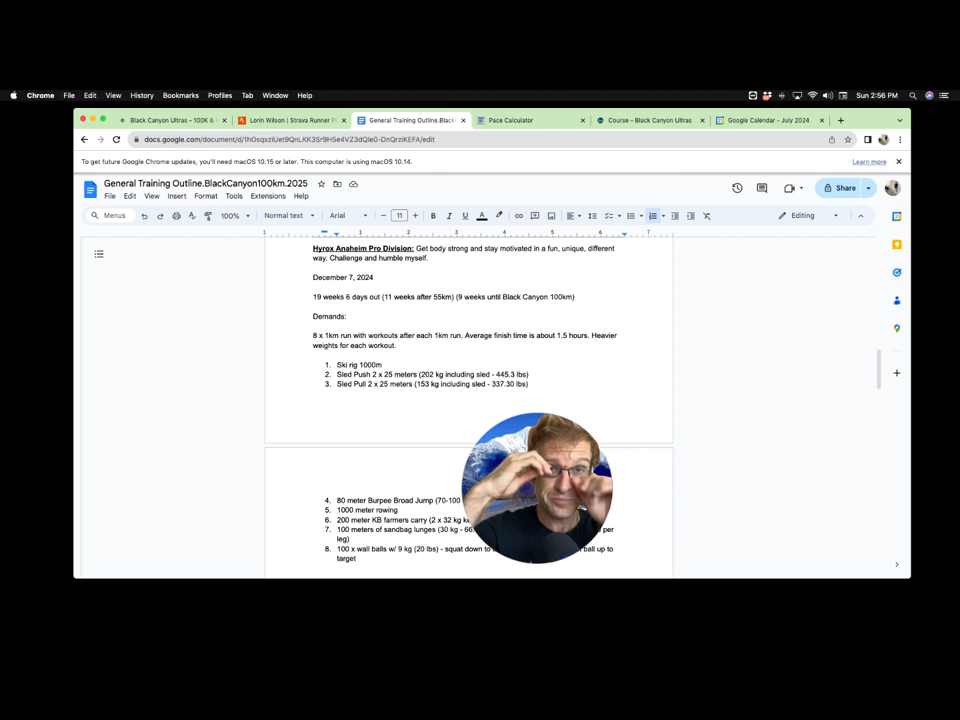 Chrome File Edit View History Bookmarks Profiles Tab Window Help Sun 2:56 PM
Black Canyon Ultras – 100K & Lorin Wilson | Strava Runner P General Training Outline.Black Pace Calculator Course – Black Canyon Ultras Google Calendar - July 2024
To get future Google Chrome updates, you'll need macOS 10.15 or later. This computer is using macOS 10.14. Learn more
General Training Outline.BlackCanyon100km.2025
Share
File Edit View Insert Format Tools Extensions Help
Menus 100% Normal text Arial 11 Editing
1 1 2 3 4 5 6 7
Hyrox Anaheim Pro Division: Get body strong and stay motivated in a fun, unique, different
way. Challenge and humble myself.
December 7, 2024
19 weeks 6 days out (11 weeks after 55km) (9 weeks until Black Canyon 100km)
Demands:
8 x 1km run with workouts after each 1km run. Average finish time is about 1.5 hours. Heavier
weights for each workout.
1. Ski rig 1000m
2. Sled Push 2 x 25 meters (202 kg including sled - 445.3 lbs)
3. Sled Pull 2 x 25 meters (153 kg including sled - 337.30 lbs)
4. 80 meter Burpee Broad Jump (70-100
5. 1000 meter rowing
6. 200 meter KB farmers carry (2 x 32 kg
7. 100 meters of sandbag lunges (30 kg - 66. per
leg)
8. 100 x wall balls w/ 9 kg (20 lbs) - squat down to ball up to
target